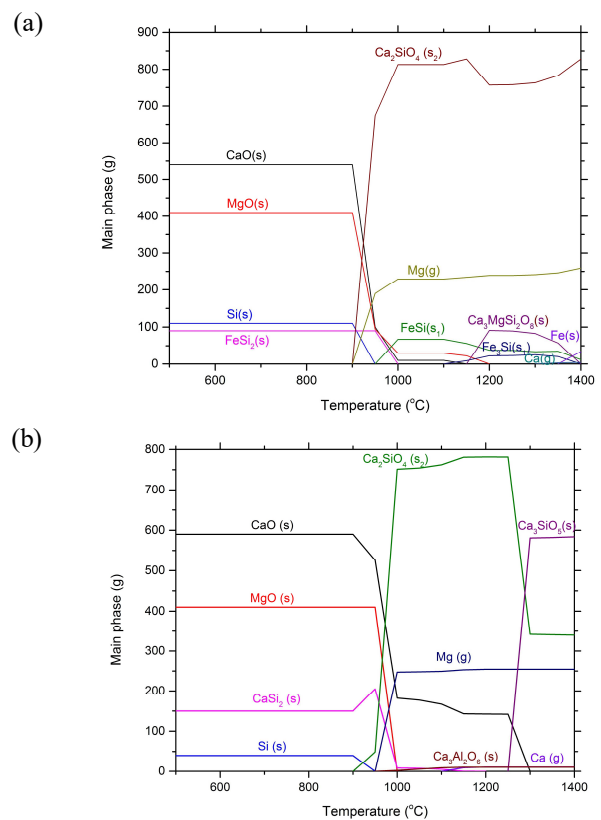 (a)
900
800
700
600
500
400
300
200
100
0
Main phase (g)
Ca₂SiO₄ (s₂)
CaO(s)
MgO(s)
Mg(g)
Si(s)
FeSi₂(s)
FeSi(s₁)
Ca₃MgSi₂O₈(s)
Fe(s)
Fe₃Si(s₁)
Ca(g)
600 800 1000 1200 1400
Temperature (°C)
(b)
800
700
600
500
400
300
200
100
0
Main phase (g)
Ca₂SiO₄ (s₂)
CaO (s)
Ca₃SiO₅(s)
MgO (s)
Mg (g)
CaSi₂ (s)
Si (s)
Ca₃Al₂O₆ (s)
Ca (g)
600 800 1000 1200 1400
Temperature (°C)